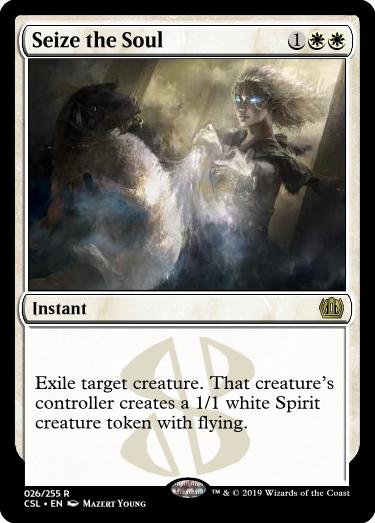 Seize the Soul 1
Instant
Exile target creature. That creature's
controller creates a 1/1 white Spirit
creature token with flying.
026/255 R
CSL • EN Mazert Young
™ & © 2019 Wizards of the Coast